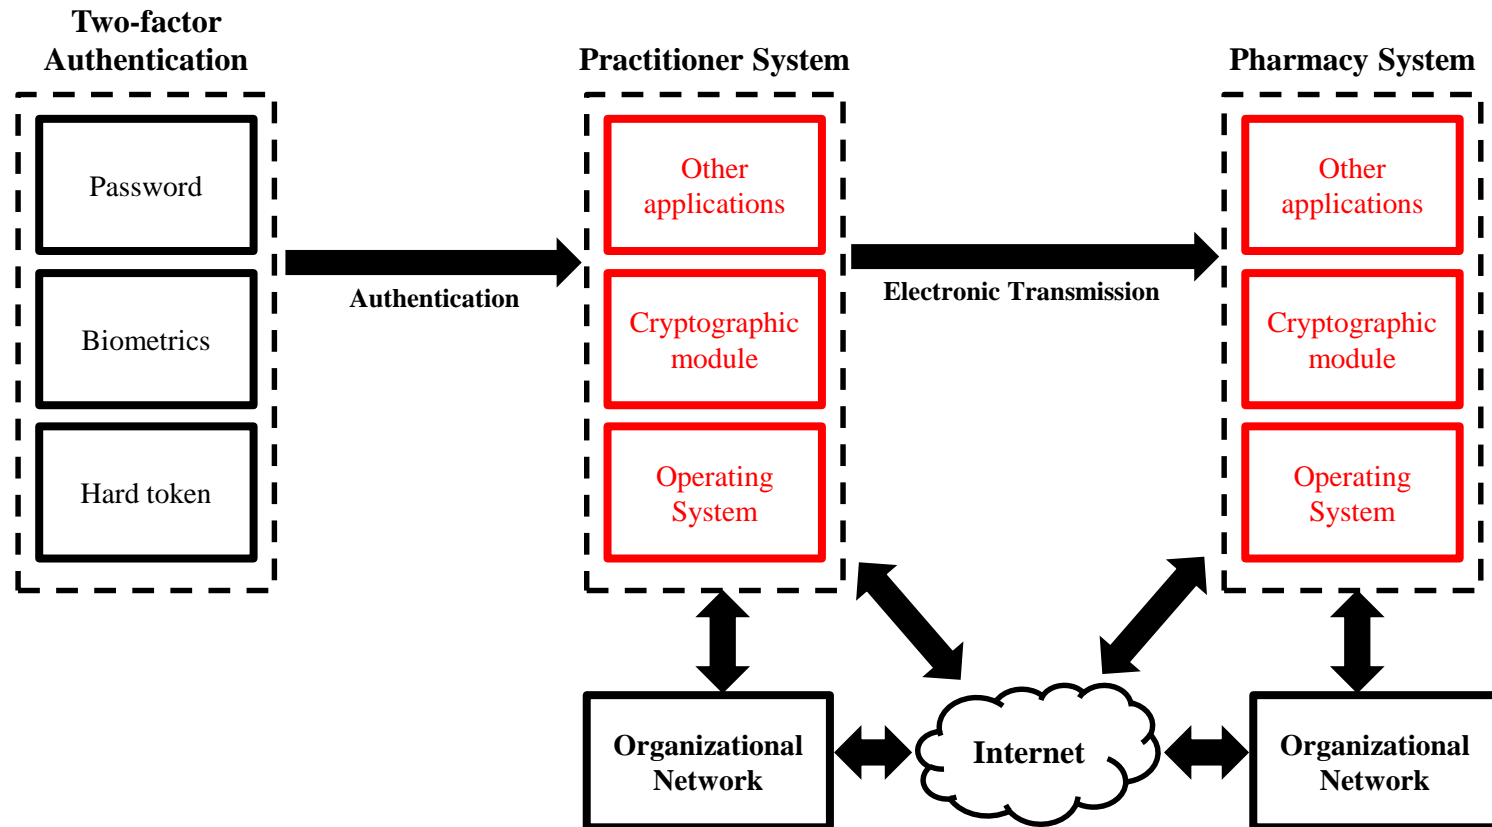 Two-factor
Authentication
Practitioner System
Pharmacy System
Password
Biometrics
Hard token
Authentication
Other
applications
Cryptographic
module
Operating
System
Electronic Transmission
Other
applications
Cryptographic
module
Operating
System
Organizational
Network
Internet
Organizational
Network